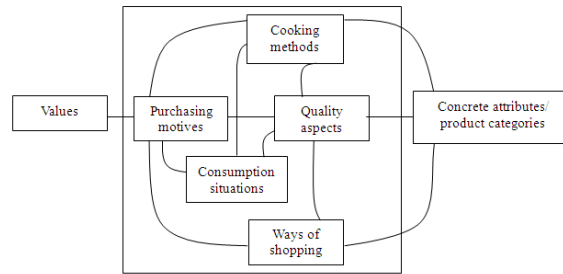 Cooking
methods
Values
Purchasing
motives
Quality
aspects
Concrete attributes/
product categories
Consumption
situations
Ways of
shopping